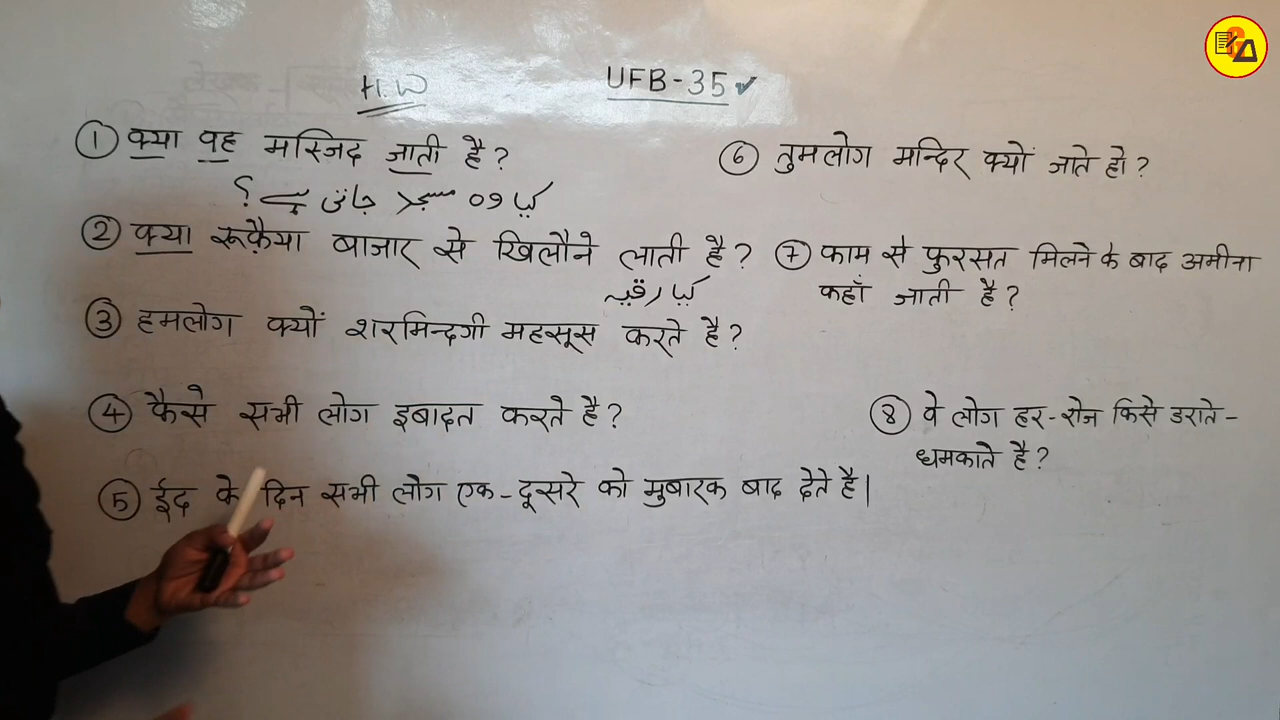 H.W
UFB-35
① क्या वह मस्जिद जाती है?
کیا وہ مسجد جاتی ہے؟
② क्या रूक़ैया बाजार से खिलौने लाती है?
کیا رقیہ
③ हमलोग क्यों शरमिन्दगी महसूस करते है?
④ कैसे सभी लोग इबादत करते है?
⑤ ईद के दिन सभी लोग एक-दूसरे को मुबारक बाद देते है|
⑥ तुमलोग मन्दिर क्यों जाते हो?
⑦ काम से फुरसत मिलने के बाद अमीना
कहाँ जाती है?
⑧ वे लोग हर-रोज किसे डराते-
धमकाते है?